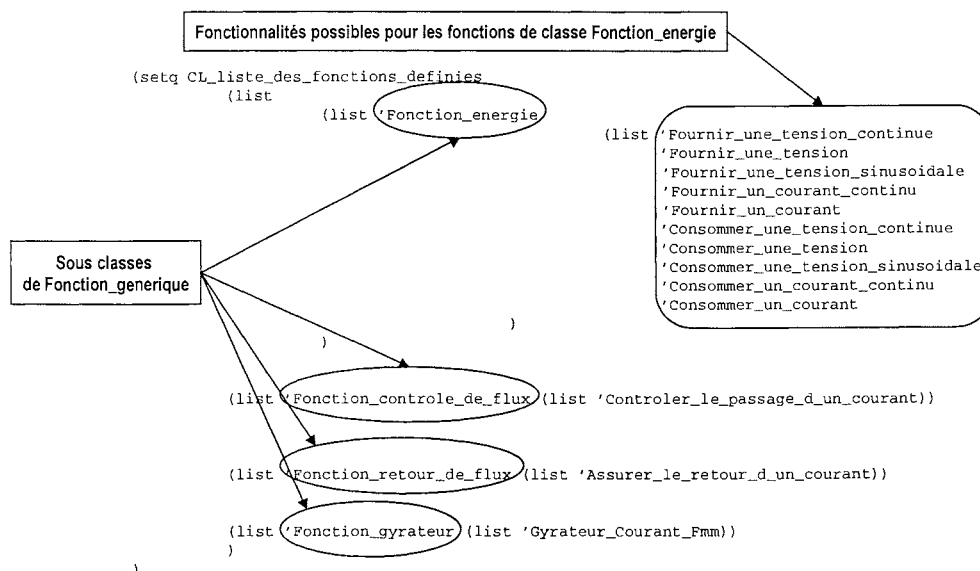 Fonctionnalités possibles pour les fonctions de classe Fonction_energie
(setq CL_liste_des_fonctions_definies
(list
(list 'Fonction_energie
(list 'Fournir_une_tension_continue
'Fournir_une_tension
'Fournir_une_tension_sinusoidale
'Fournir_un_courant_continu
'Fournir_un_courant
'Consommer_une_tension_continue
'Consommer_une_tension
'Consommer_une_tension_sinusoidale
'Consommer_un_courant_continu
'Consommer_un_courant
Sous classes
de Fonction_generique
)
)
(list 'Fonction_controle_de_flux (list 'Controler_le_passage_d_un_courant))
(list 'Fonction_retour_de_flux (list 'Assurer_le_retour_d_un_courant))
(list 'Fonction_gyrateur (list 'Gyrateur_Courant_Fmm))
)
)